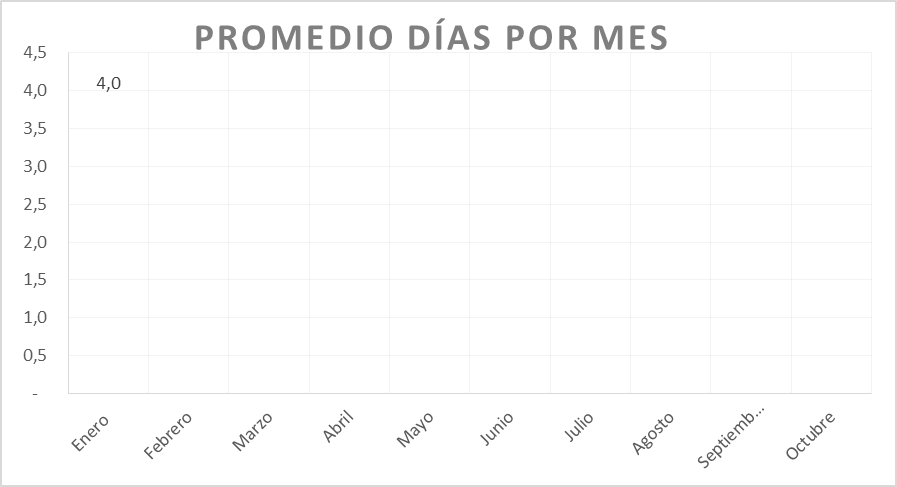 PROMEDIO DÍAS POR MES
4,5
4,0
4,0
3,5
3,0
2,5
2,0
1,5
1,0
0,5
-
Enero
Febrero
Marzo
Abril
Mayo
Junio
Julio
Agosto
Septiemb...
Octubre